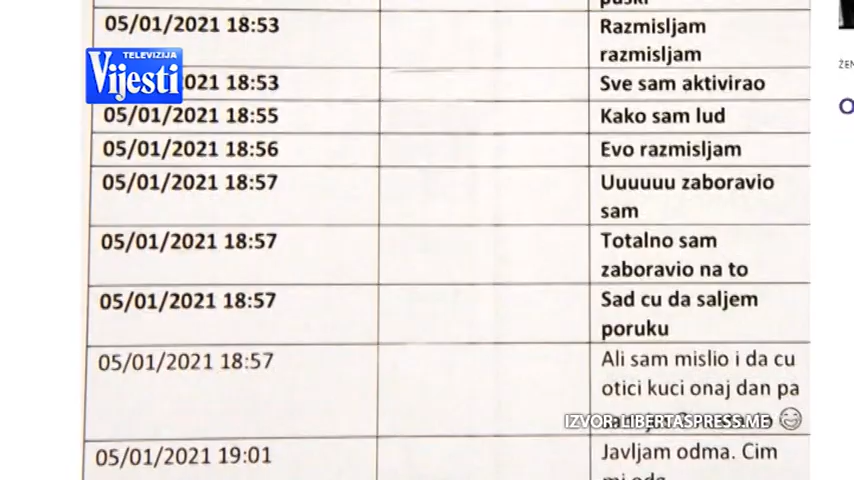 05/01/2021 18:53
Razmisljam
razmisljam
TELEVIZIJA
Vijesti
021 18:53
Sve sam aktivirao
05/01/2021 18:55
Kako sam lud
05/01/2021 18:56
Evo razmisljam
05/01/2021 18:57
Uuuuuu zaboravio
sam
05/01/2021 18:57
Totalno sam
zaboravio na to
05/01/2021 18:57
Sad cu da saljem
poruku
05/01/2021 18:57
Ali sam mislio i da cu
otici kuci onaj dan pa
IZVOR:LIBERTASPRESS.ME
05/01/2021 19:01
Javljam odma. Cim